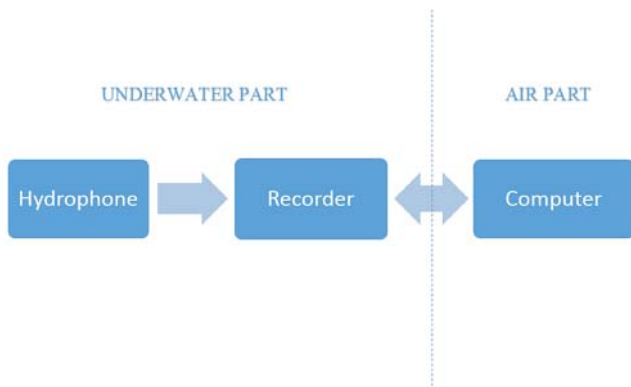 UNDERWATER PART
AIR PART
Hydrophone
Recorder
Computer